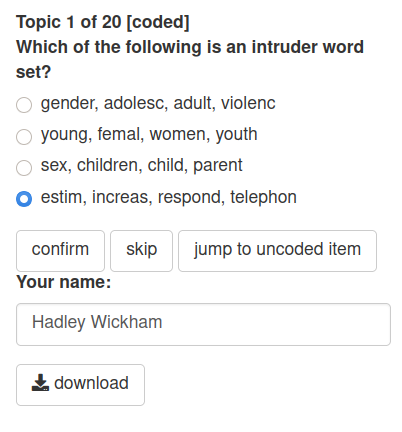 Topic 1 of 20 [coded]
Which of the following is an intruder word
set?
gender, adolesc, adult, violenc
young, femal, women, youth
sex, children, child, parent
estim, increas, respond, telephon
confirm skip jump to uncoded item
Your name:
Hadley Wickham
download